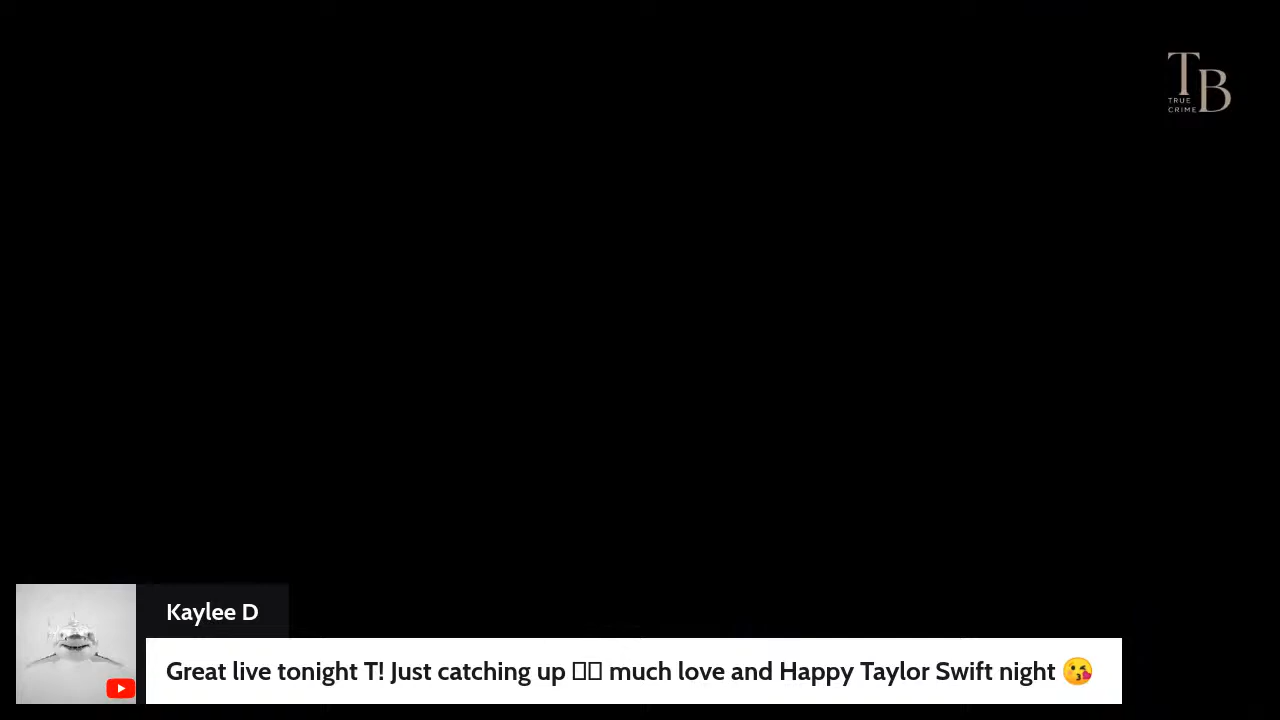 TB
TRUE
CRIME
Kaylee D
Great live tonight T! Just catching up ▯▯ much love and Happy Taylor Swift night 😘